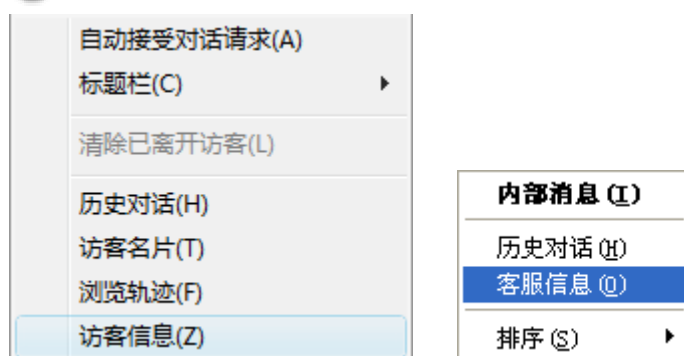 自动接受对话请求(A)
标题栏(C)
清除已离开访客(L)
历史对话(H)
访客名片(T)
浏览轨迹(F)
访客信息(Z)
内部消息(I)
历史对话(H)
客服信息(O)
排序(S)